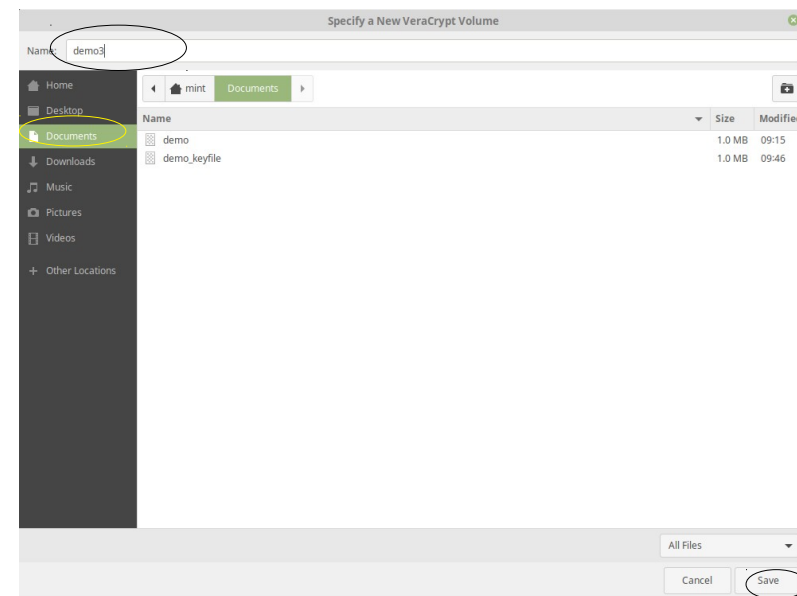 Specify a New VeraCrypt Volume
Name: demo3
Home
mint Documents
Desktop
Name Size Modifie
Documents
demo 1.0 MB 09:15
demo_keyfile 1.0 MB 09:46
Downloads
Music
Pictures
Videos
+ Other Locations
All Files
Cancel Save